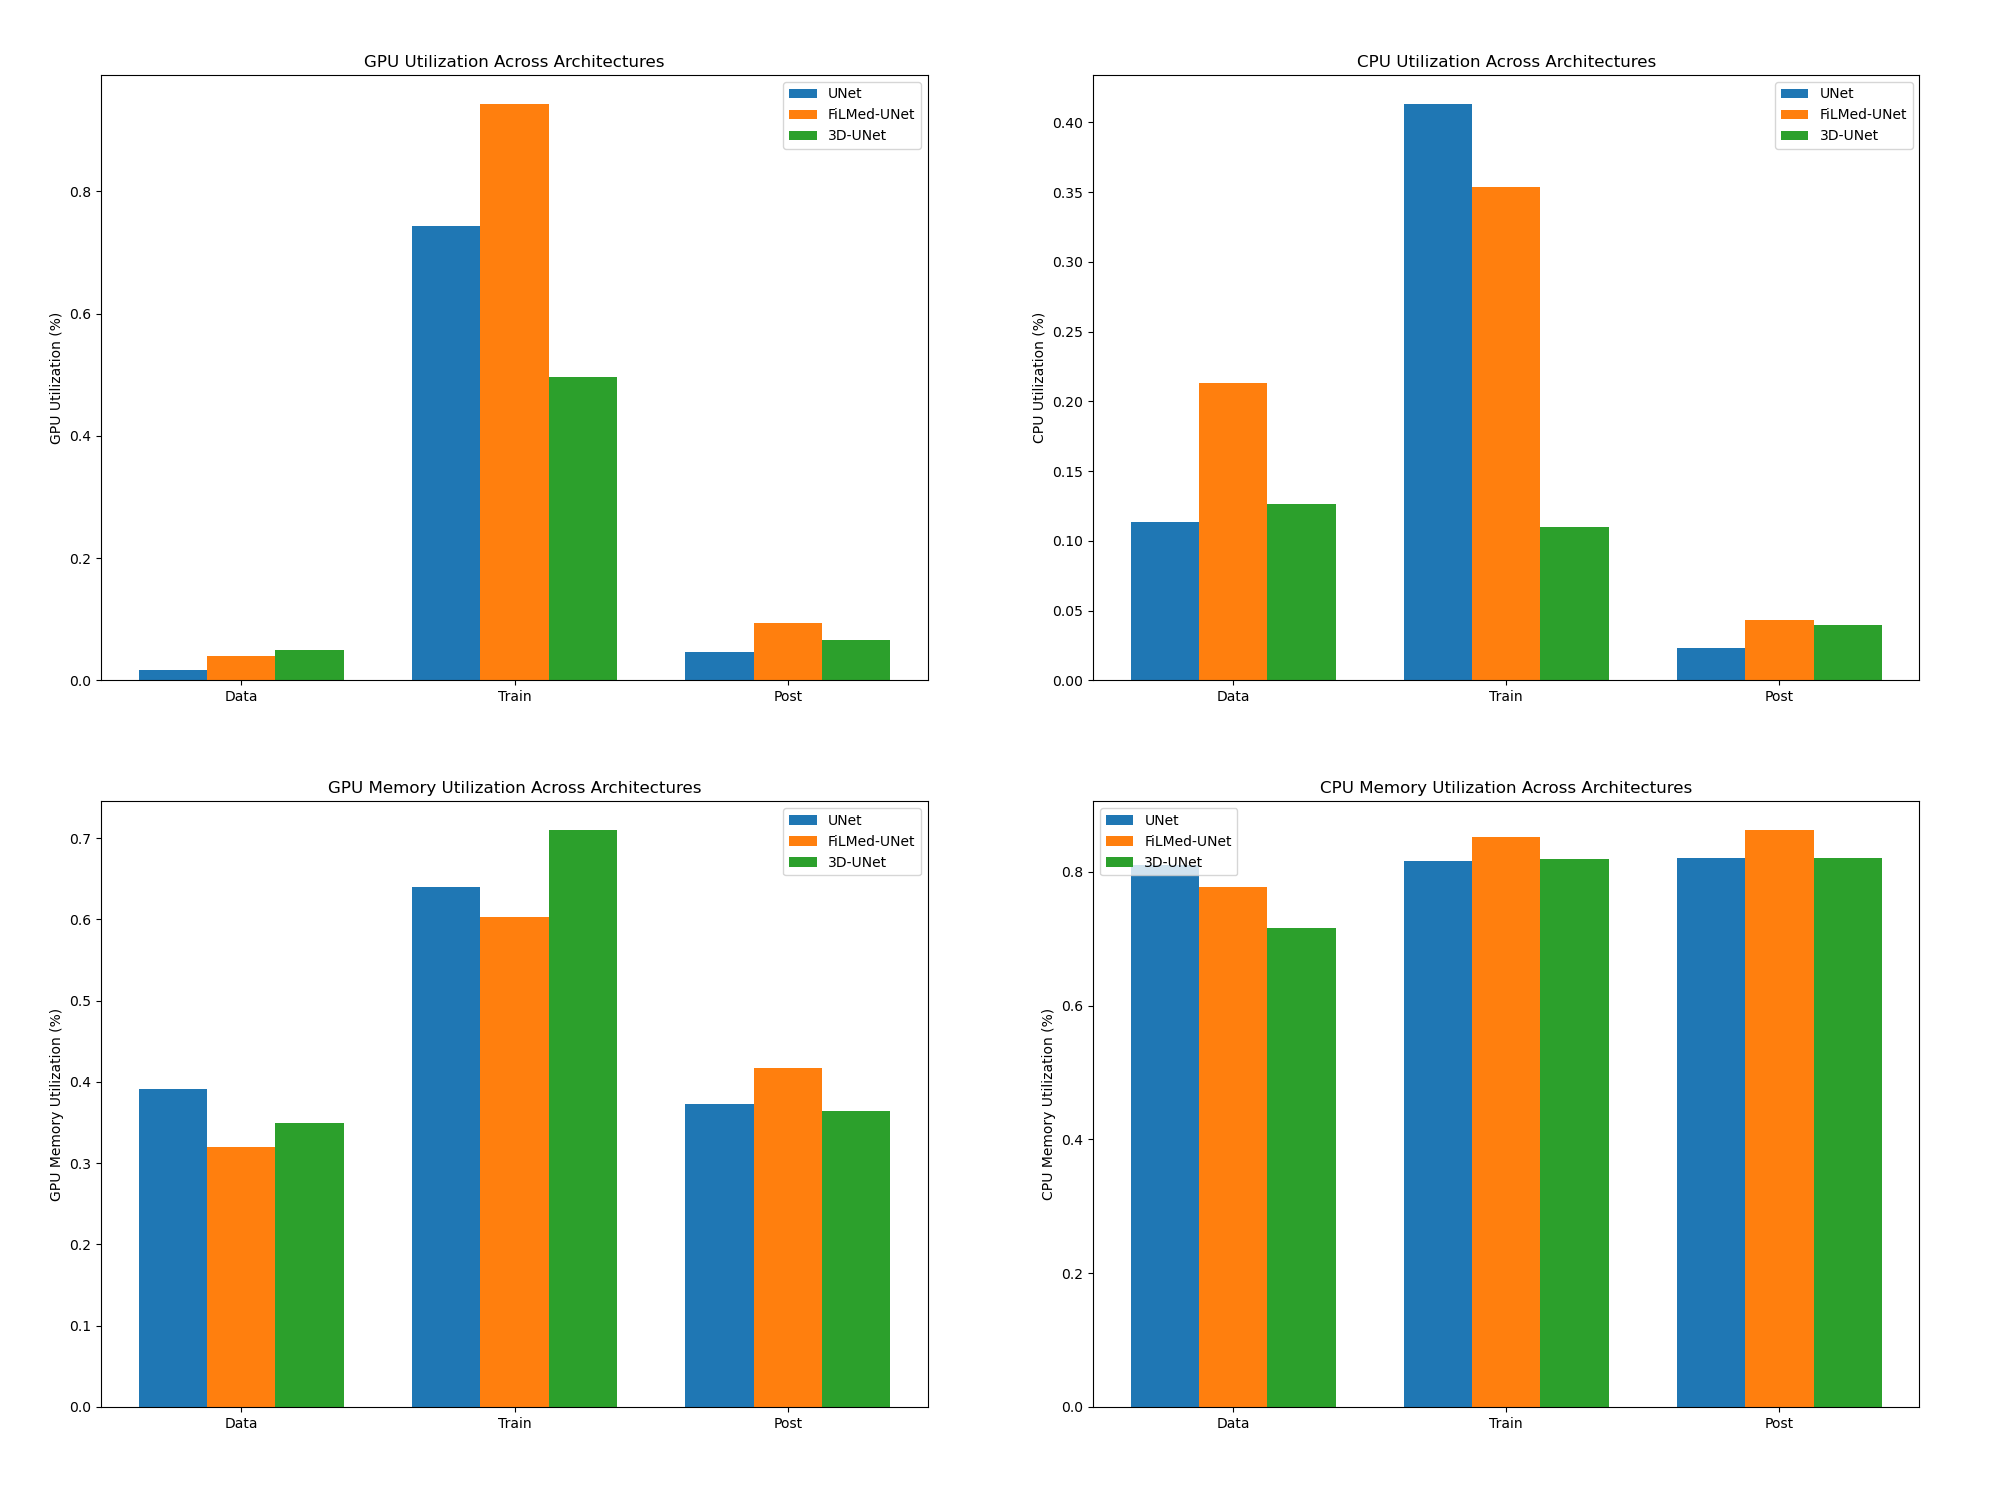 GPU Utilization Across Architectures
GPU Utilization (%)
0.8
0.6
0.4
0.2
0.0
UNet
FiLMed-UNet
3D-UNet
Data Train Post
CPU Utilization Across Architectures
CPU Utilization (%)
0.40
0.35
0.30
0.25
0.20
0.15
0.10
0.05
0.00
UNet
FiLMed-UNet
3D-UNet
Data Train Post
GPU Memory Utilization Across Architectures
GPU Memory Utilization (%)
0.7
0.6
0.5
0.4
0.3
0.2
0.1
0.0
UNet
FiLMed-UNet
3D-UNet
Data Train Post
CPU Memory Utilization Across Architectures
CPU Memory Utilization (%)
0.8
0.6
0.4
0.2
0.0
UNet
FiLMed-UNet
3D-UNet
Data Train Post